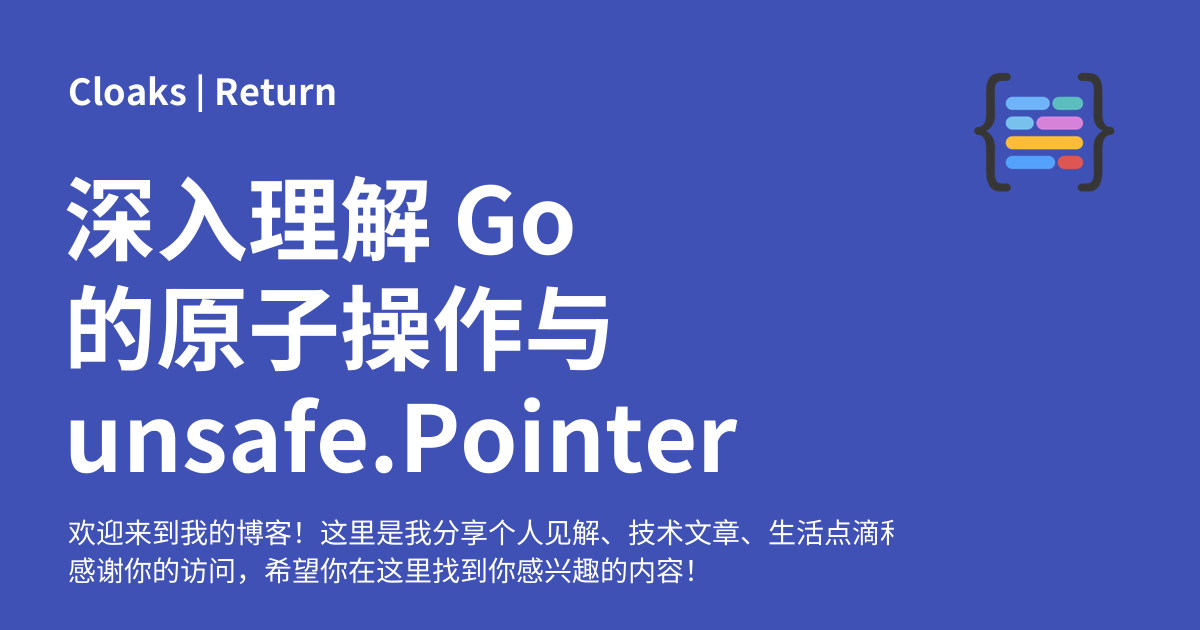 Cloaks | Return
深入理解 Go
的原子操作与
unsafe.Pointer
欢迎来到我的博客！这里是我分享个人见解、技术文章、生活点滴
感谢你的访问，希望你在这里找到你感兴趣的内容！